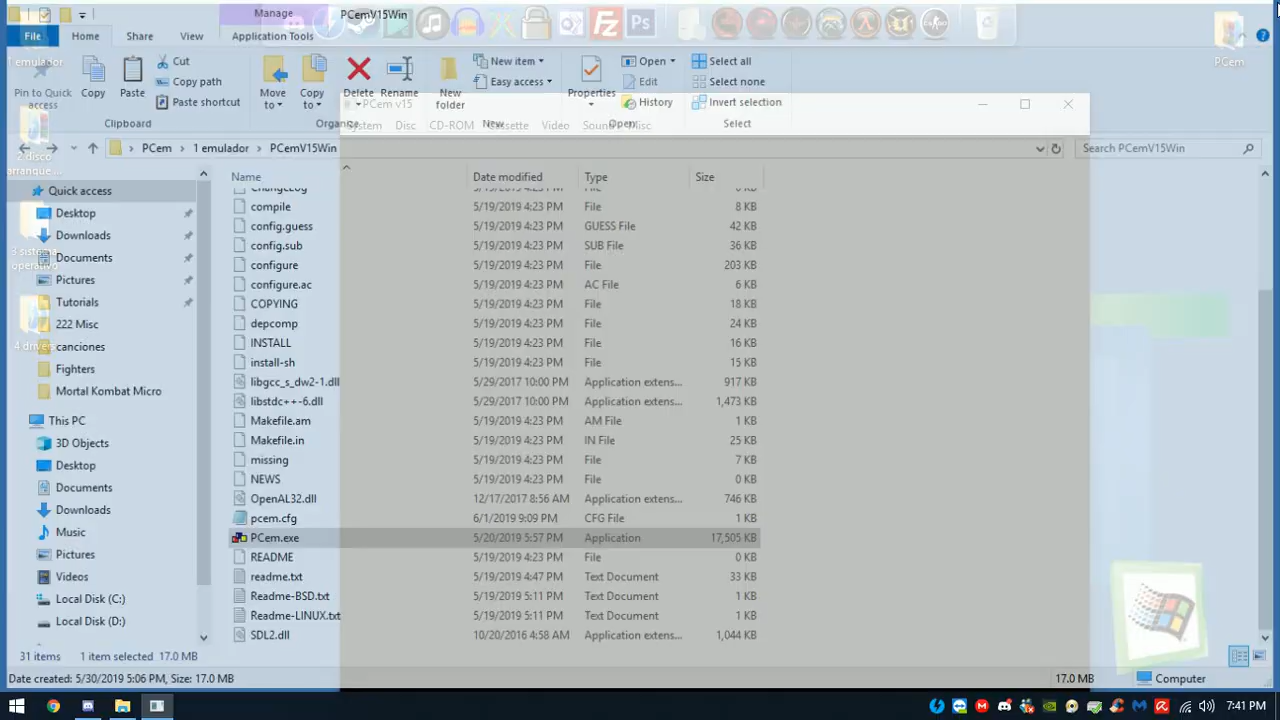 Manage
PCemV15Win
File
Home
Share
View
Application Tools
1 emulador
PCem
Pin to Quick access
Copy
Paste
Cut
Copy path
Paste shortcut
Clipboard
Move to
Copy to
Delete
Rename
Organize
New folder
New item
Easy access
New
Properties
Open
Edit
History
Open
Select all
Select none
Invert selection
Select
PCem v15
System
Disc
CD-ROM
Cassette
Video
Sound
Misc
PCem
1 emulador
PCemV15Win
Search PCemV15Win
2 disco
arranque ...
3 sistema
operativo
4 drivers
Quick access
Desktop
Downloads
Documents
Pictures
Tutorials
222 Misc
canciones
Fighters
Mortal Kombat Micro
This PC
3D Objects
Desktop
Documents
Downloads
Music
Pictures
Videos
Local Disk (C:)
Local Disk (D:)
Name
Date modified
Type
Size
ChangeLog 5/19/2019 4:23 PM File 0 KB
compile 5/19/2019 4:23 PM File 8 KB
config.guess 5/19/2019 4:23 PM GUESS File 42 KB
config.sub 5/19/2019 4:23 PM SUB File 36 KB
configure 5/19/2019 4:23 PM File 203 KB
configure.ac 5/19/2019 4:23 PM AC File 6 KB
COPYING 5/19/2019 4:23 PM File 18 KB
depcomp 5/19/2019 4:23 PM File 24 KB
INSTALL 5/19/2019 4:23 PM File 16 KB
install-sh 5/19/2019 4:23 PM File 15 KB
libgcc_s_dw2-1.dll 5/29/2017 10:00 PM Application extens... 917 KB
libstdc++-6.dll 5/29/2017 10:00 PM Application extens... 1,473 KB
Makefile.am 5/19/2019 4:23 PM AM File 1 KB
Makefile.in 5/19/2019 4:23 PM IN File 25 KB
missing 5/19/2019 4:23 PM File 7 KB
NEWS 5/19/2019 4:23 PM File 0 KB
OpenAL32.dll 12/17/2017 8:56 AM Application extens... 746 KB
pcem.cfg 6/1/2019 9:09 PM CFG File 1 KB
PCem.exe 5/20/2019 5:57 PM Application 17,505 KB
README 5/19/2019 4:23 PM File 0 KB
readme.txt 5/19/2019 4:47 PM Text Document 33 KB
Readme-BSD.txt 5/19/2019 5:11 PM Text Document 1 KB
Readme-LINUX.txt 5/19/2019 5:11 PM Text Document 1 KB
SDL2.dll 10/20/2016 4:58 AM Application extens... 1,044 KB
31 items
1 item selected 17.0 MB
Date created: 5/30/2019 5:06 PM, Size: 17.0 MB
17.0 MB
Computer
7:41 PM